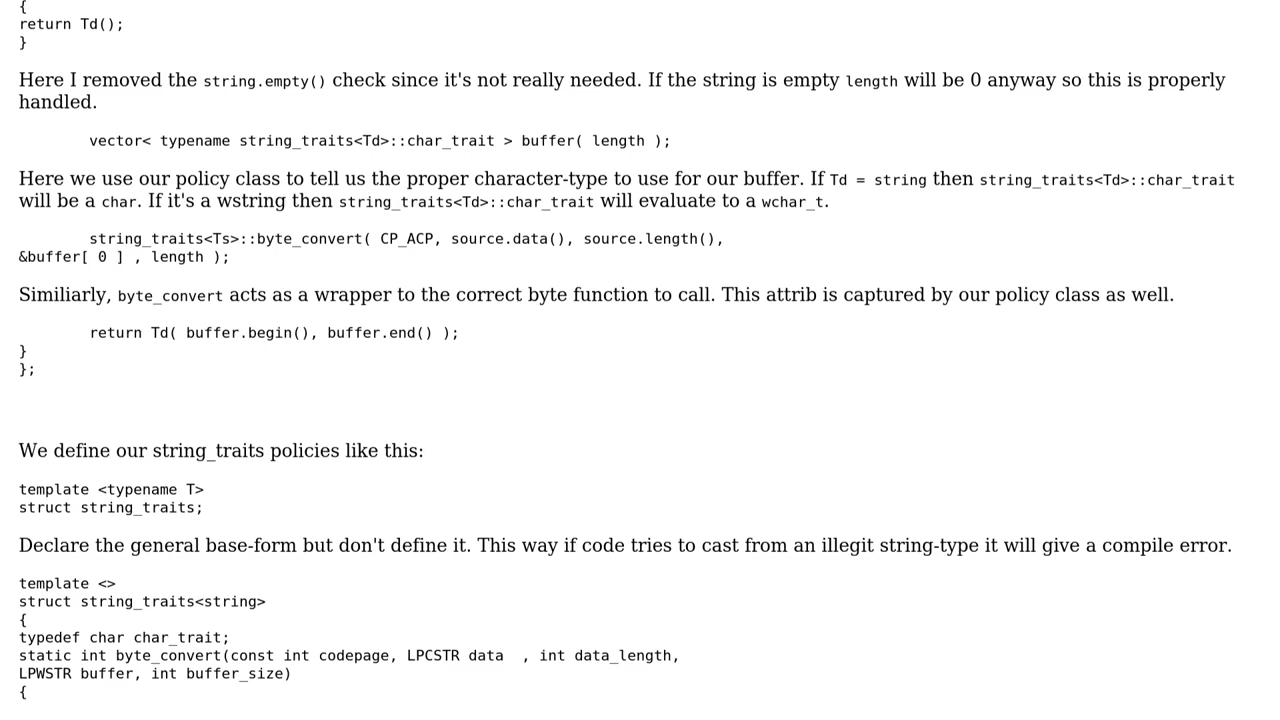 {
return Td();
}
Here I removed the string.empty() check since it's not really needed. If the string is empty length will be 0 anyway so this is properly
handled.
vector< typename string_traits<Td>::char_trait > buffer( length );
Here we use our policy class to tell us the proper character-type to use for our buffer. If Td = string then string_traits<Td>::char_trait
will be a char. If it's a wstring then string_traits<Td>::char_trait will evaluate to a wchar_t.
string_traits<Ts>::byte_convert( CP_ACP, source.data(), source.length(),
&buffer[ 0 ] , length );
Similiarly, byte_convert acts as a wrapper to the correct byte function to call. This attrib is captured by our policy class as well.
return Td( buffer.begin(), buffer.end() );
}
};
We define our string_traits policies like this:
template <typename T>
struct string_traits;
Declare the general base-form but don't define it. This way if code tries to cast from an illegit string-type it will give a compile error.
template <>
struct string_traits<string>
{
typedef char char_trait;
static int byte_convert(const int codepage, LPCSTR data  , int data_length,
LPWSTR buffer, int buffer_size)
{